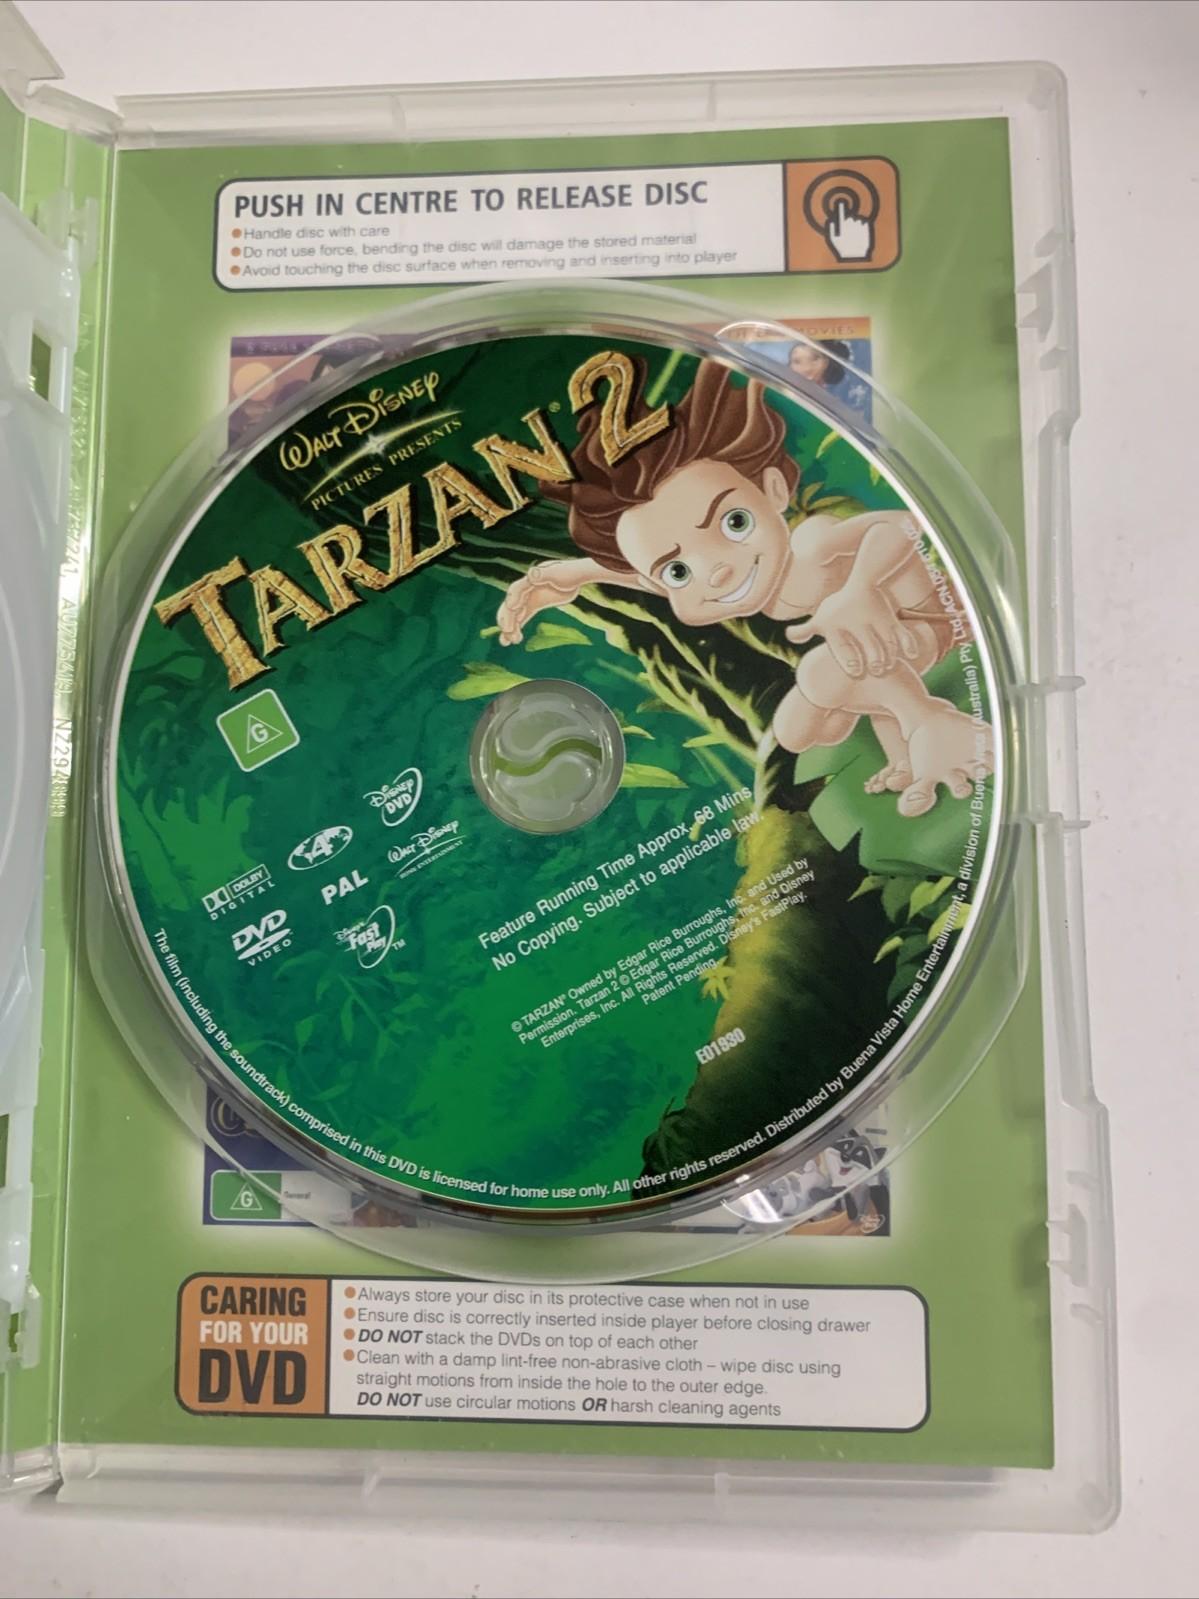 PUSH IN CENTRE TO RELEASE DISC
Handle disc with care
Do not use force, bending the disc will damage the stored material
Avoid touching the disc surface when removing and inserting into player
MOVIES
WALT DISNEY
PICTURES PRESENTS
TARZAN® 2
G
DISNEY
DVD
4
WALT DISNEY
HOME ENTERTAINMENT
DOLBY
DIGITAL
PAL
DVD
VIDEO
Disney's
Fast
Play™
Feature Running Time Approx. 68 Mins.
No Copying. Subject to applicable law.
© TARZAN® Owned by Edgar Rice Burroughs, Inc. and Used by
Permission. Tarzan 2 © Edgar Rice Burroughs, Inc. and Disney
Enterprises, Inc. All Rights Reserved. Disney's FastPlay.
Patent Pending.
E01930
The film (including the soundtrack) comprised in this DVD is licensed for home use only. All other rights reserved. Distributed by Buena Vista Home Entertainment, a division of Buena Vista (Australia) Pty. Ltd.
G
General
CARING
FOR YOUR
DVD
Always store your disc in its protective case when not in use
Ensure disc is correctly inserted inside player before closing drawer
DO NOT stack the DVDs on top of each other
Clean with a damp lint-free non-abrasive cloth – wipe disc using
straight motions from inside the hole to the outer edge.
DO NOT use circular motions OR harsh cleaning agents